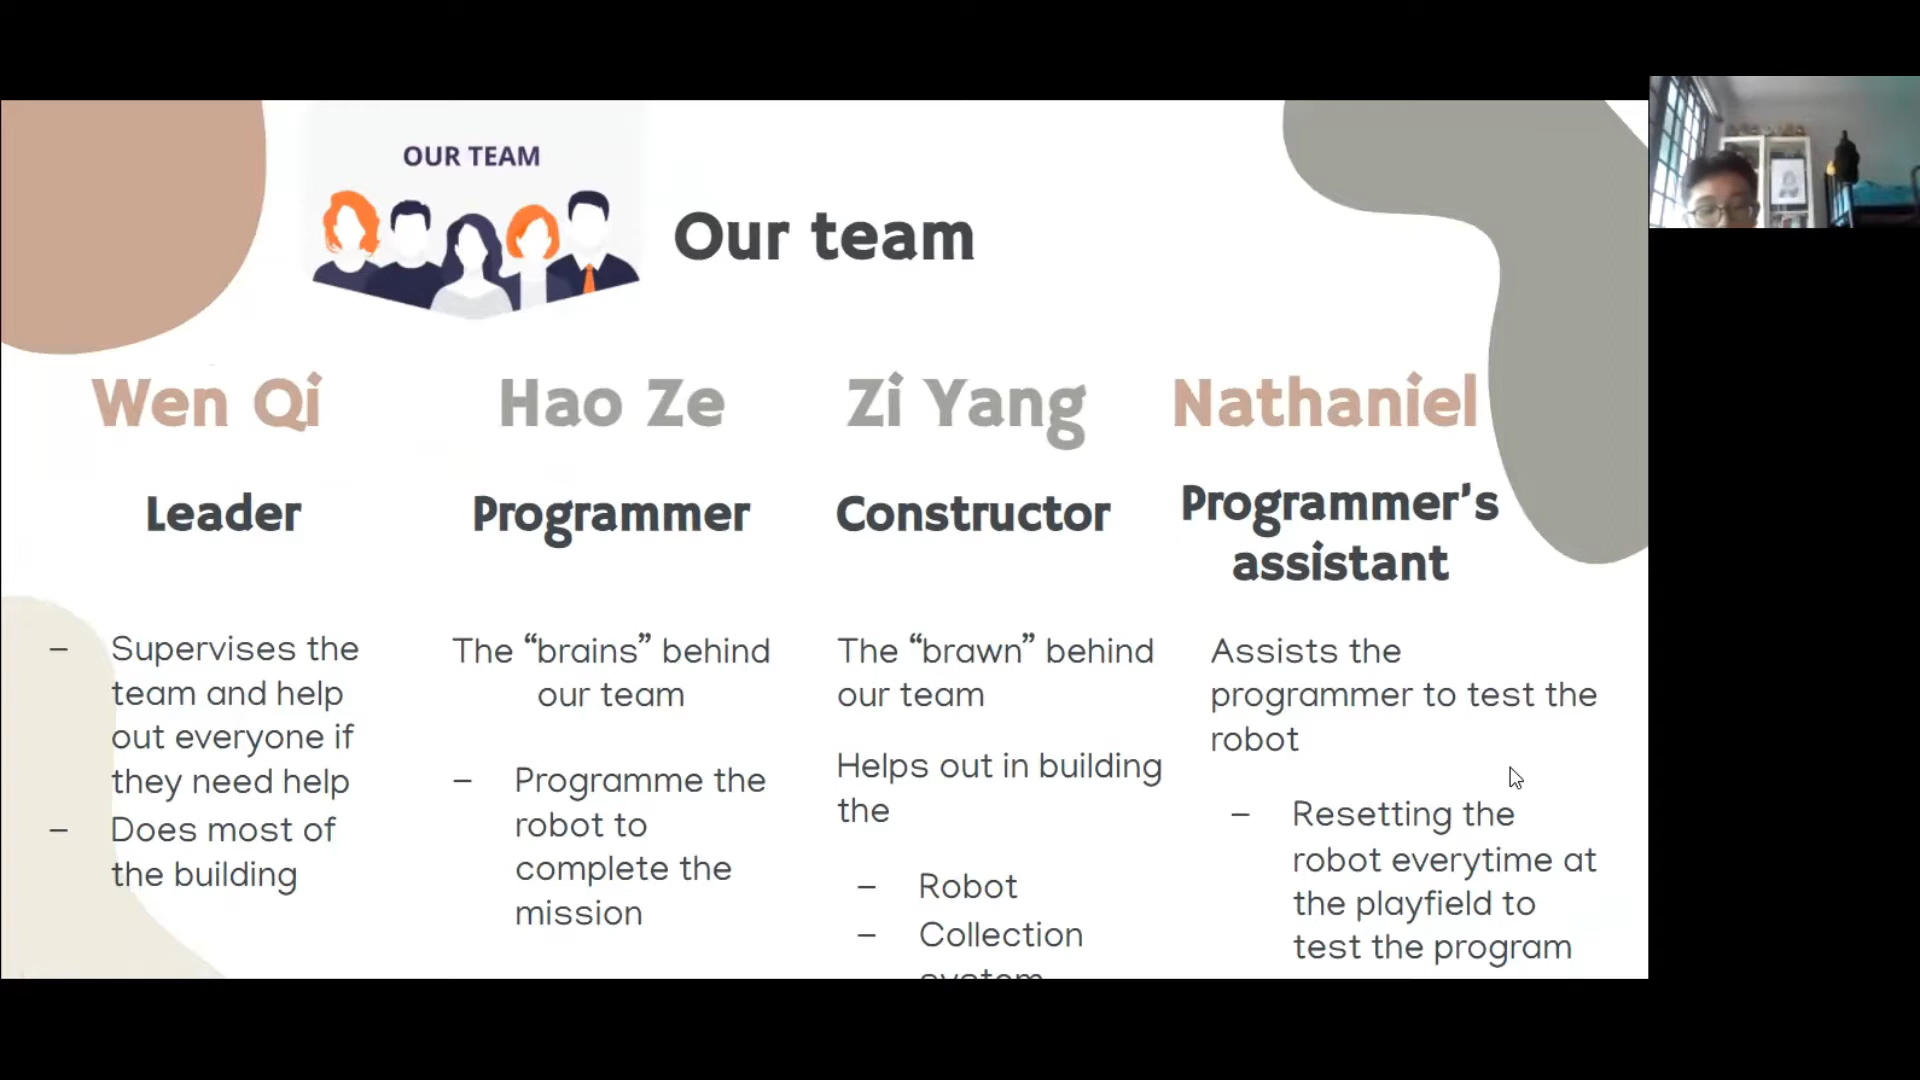 OUR TEAM
Our team
Wen Qi
Leader
– Supervises the
team and help
out everyone if
they need help
– Does most of
the building
Hao Ze
Programmer
The “brains” behind
our team
– Programme the
robot to
complete the
mission
Zi Yang
Constructor
The “brawn” behind
our team
Helps out in building
the
– Robot
– Collection
system
Nathaniel
Programmer’s
assistant
Assists the
programmer to test the
robot
– Resetting the
robot everytime at
the playfield to
test the program